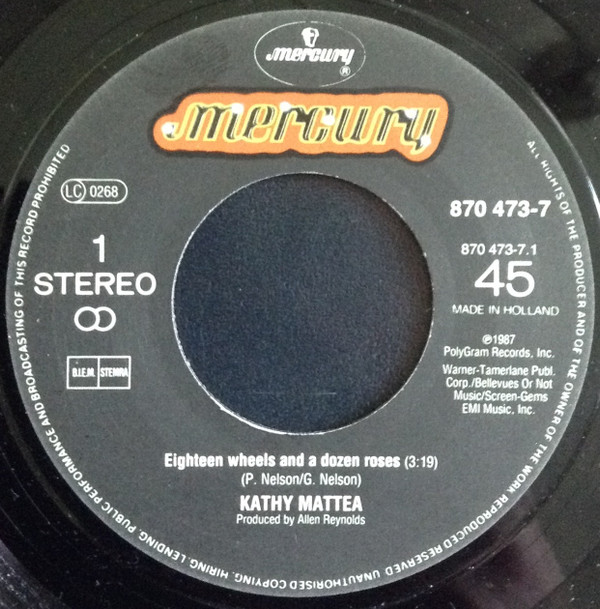 mercury
®
mercury
LC 0268
1
STEREO
B.I.E.M. STEMRA
870 473-7
870 473-7.1
45
MADE IN HOLLAND
℗1987
PolyGram Records, Inc.
Warner-Tamerlane Publ.
Corp./Bellevues Or Not
Music/Screen-Gems
EMI Music, Inc.
Eighteen wheels and a dozen roses (3:19)
(P. Nelson/G. Nelson)
KATHY MATTEA
Produced by Allen Reynolds
ALL RIGHTS OF THE PRODUCER AND OF THE OWNER OF THE WORK REPRODUCED RESERVED. UNAUTHORISED COPYING, HIRING, LENDING, PUBLIC PERFORMANCE AND BROADCASTING OF THIS RECORD PROHIBITED